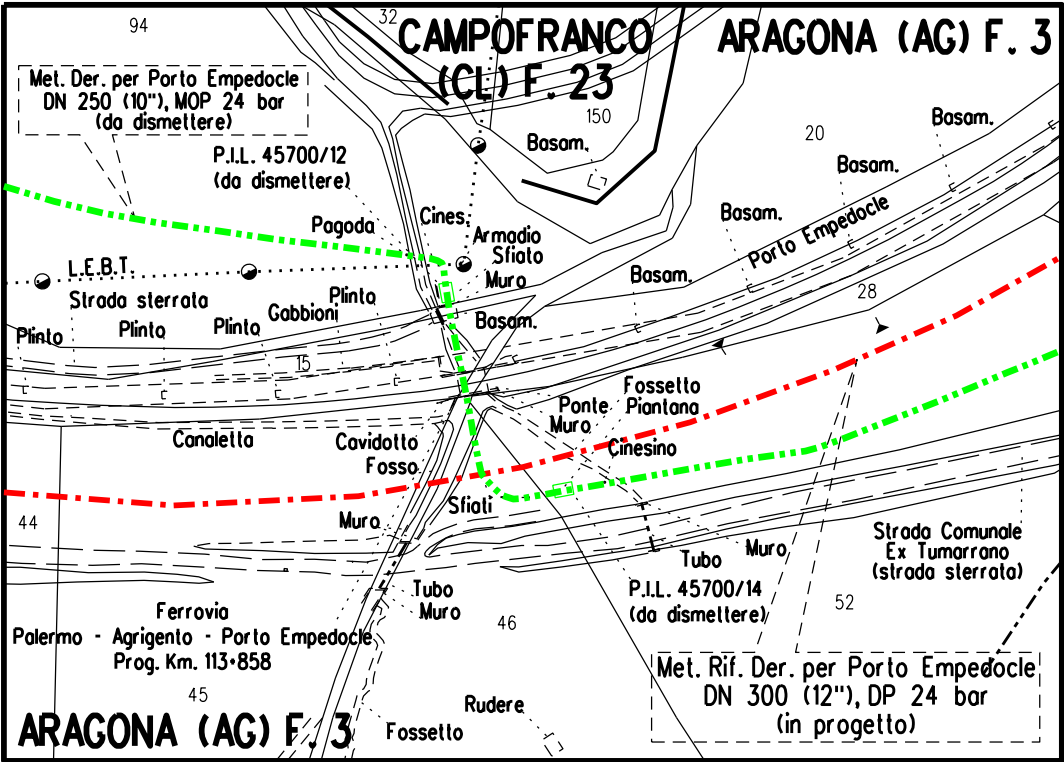 94
32
CAMPOFRANCO
(CL) F. 23
ARAGONA (AG) F. 3
Met. Der. per Porto Empedocle
DN 250 (10"), MOP 24 bar
(da dismettere)
150
20
Basam.
Basam.
Basam.
P.I.L. 45700/12
(da dismettere)
Pagoda
Cines.
Armadio
Sfiato
Muro
Basam.
Porto Empedocle
L.E.B.T.
Strada sterrata
Basam.
28
Plinto
Plinto
Plinto
Gabbioni
Plinto
Basam.
15
Fossetto
Piantana
Ponte
Muro
Cinesino
Canaletta
Cavidotto
Fosso
Sfiati
44
Muro
Tubo
Muro
Strada Comunale
Ex Tumarrano
(strada sterrata)
P.I.L. 45700/14
(da dismettere)
Tubo
Muro
52
46
Ferrovia
Palermo - Agrigento - Porto Empedocle
Prog. Km. 113+858
45
Met. Rif. Der. per Porto Empedocle
DN 300 (12"), DP 24 bar
(in progetto)
Rudere
Fossetto
ARAGONA (AG) F. 3